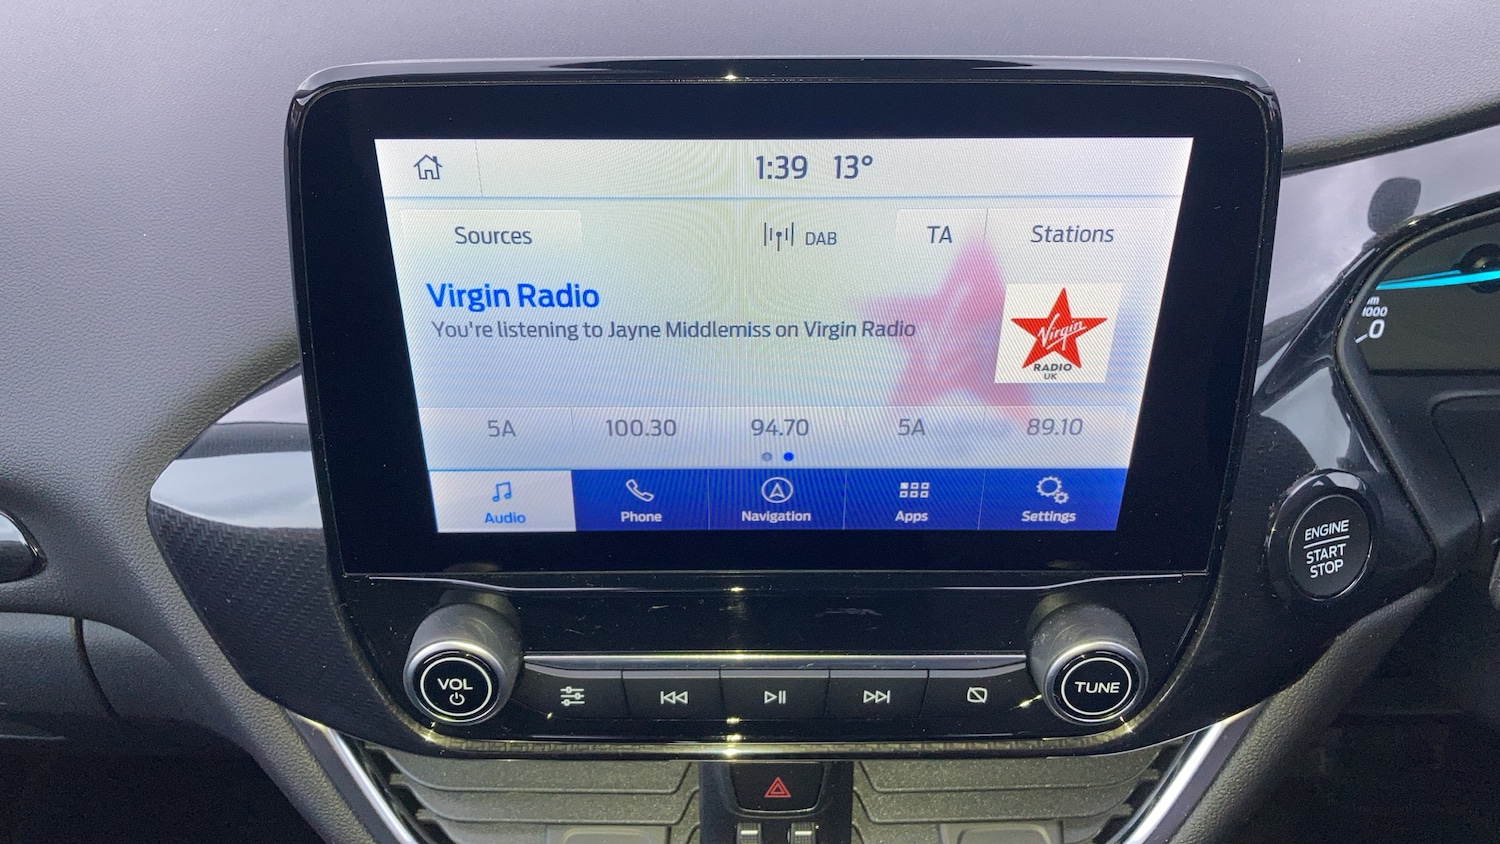 1:39 13°
Sources DAB TA Stations
Virgin Radio
You're listening to Jayne Middlemiss on Virgin Radio
Virgin
RADIO
UK
5A 100.30 94.70 5A 89.10
Audio Phone Navigation Apps Settings
1000
0
ENGINE
START
STOP
VOL
TUNE